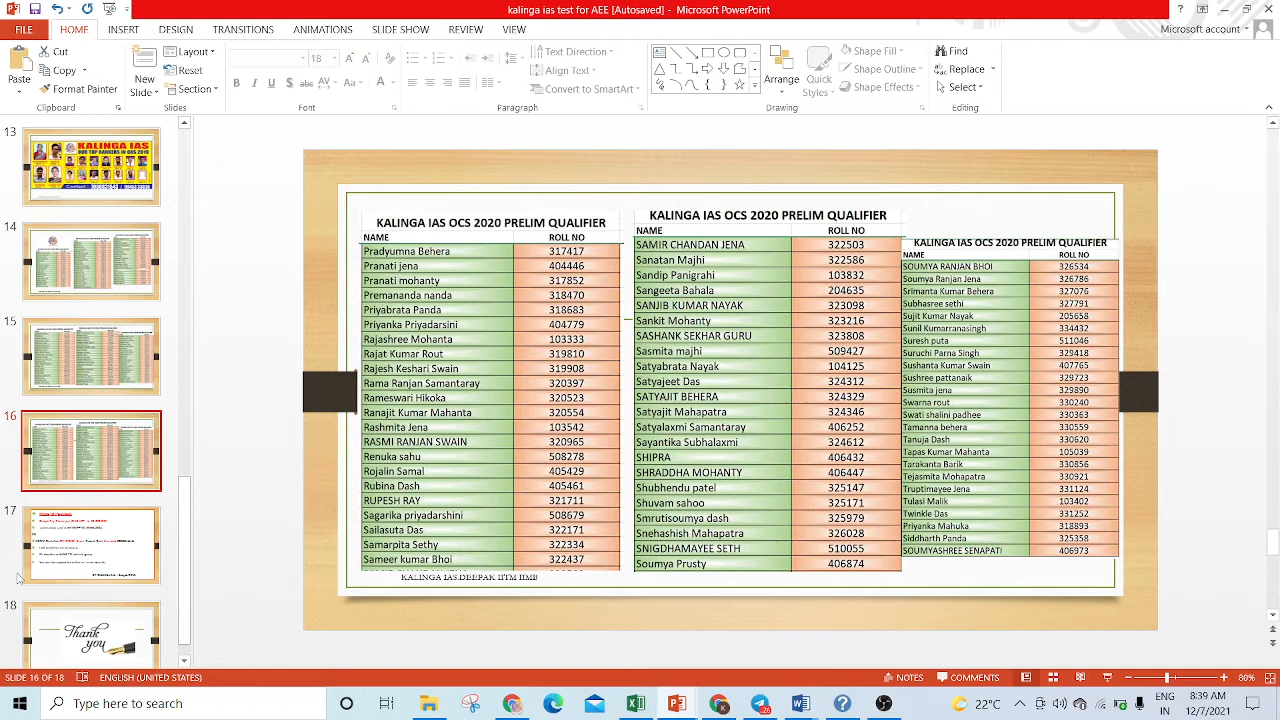 kalinga ias test for AEE [Autosaved] - Microsoft PowerPoint
FILE HOME INSERT DESIGN TRANSITIONS ANIMATIONS SLIDE SHOW REVIEW VIEW
Microsoft account
Paste
Cut
Copy
Format Painter
Clipboard
New Slide
Layout
Reset
Section
Slides
18
Font
Text Direction
Align Text
Convert to SmartArt
Paragraph
Arrange
Quick Styles
Shape Fill
Shape Outline
Shape Effects
Drawing
Find
Replace
Select
Editing
13
KALINGA IAS
OUR TOP RANKERS IN OAS 2018
14
15
16
17
18
Thank you
KALINGA IAS OCS 2020 PRELIM QUALIFIER
NAME ROLL NO
Pradyumna Behera 317417
Pranati jena 404446
Pranati mohanty 317852
Premananda nanda 318470
Priyabrata Panda 318683
Priyanka Priyadarsini 404779
Rajashree Mohanta 103333
Rajat Kumar Rout 319810
Rajesh Keshari Swain 319908
Rama Ranjan Samantaray 320397
Rameswari Hikoka 320523
Ranajit Kumar Mahanta 320554
Rashmita Jena 103542
RASMI RANJAN SWAIN 320965
Renuka sahu 508278
Rojalin Samal 405429
Rubina Dash 405461
RUPESH RAY 321711
Sagarika priyadarshini 508679
Sailasuta Das 322171
Samarpita Sethy 322334
Sameer kumar Bhoi 322437
KALINGA IAS.DEEPAK IITM IIMB
KALINGA IAS OCS 2020 PRELIM QUALIFIER
NAME ROLL NO
SAMIR CHANDAN JENA 322503
Sanatan Majhi 322586
Sandip Panigrahi 103832
Sangeeta Bahala 204635
SANJIB KUMAR NAYAK 323098
Sankit Mohanty 323216
SASHANK SEKHAR GURU 323808
Sasmita majhi 509427
Satyabrata Nayak 104125
Satyajeet Das 324312
SATYAJIT BEHERA 324329
Satyajit Mahapatra 324346
Satyalaxmi Samantaray 406252
Sayantika Subhalaxmi 324612
SHIPRA 406432
SHRADDHA MOHANTY 406447
Shubhendu patel 325147
Shuvam sahoo 325171
Smrutisoumya dash 325979
Snehashish Mahapatra 326028
SNIGDHAMAYEE SETH 510055
Soumya Prusty 406874
KALINGA IAS OCS 2020 PRELIM QUALIFIER
NAME ROLL NO
SOUMYA RANJAN BHOI 326534
Soumya Ranjan Jena 326786
Srimanta Kumar Behera 327076
Subhasree sethi 327791
Sujit Kumar Nayak 205658
Sunil Kumarranasingh 334432
Suresh puta 511046
Suruchi Parna Singh 329418
Sushanta Kumar Swain 407765
Sushree pattanaik 329723
Susmita jena 329890
Swarna rout 330240
Swati shalini padhee 330363
Tamanna behera 330559
Tanuja Dash 330620
Tapas Kumar Mahanta 105039
Tarakanta Barik 330856
Tejasmita Mohapatra 330921
Truptimayee Jena 331124
Tulasi Malik 103402
Twinkle Das 331252
Priyanka Mahuka 318893
Siddharth Panda 325358
SOUMYASHREE SENAPATI 406973
SLIDE 16 OF 18 ENGLISH (UNITED STATES) NOTES COMMENTS 80%
Type here to search
22°C ENG 8:39 AM
IN 12/7/2021